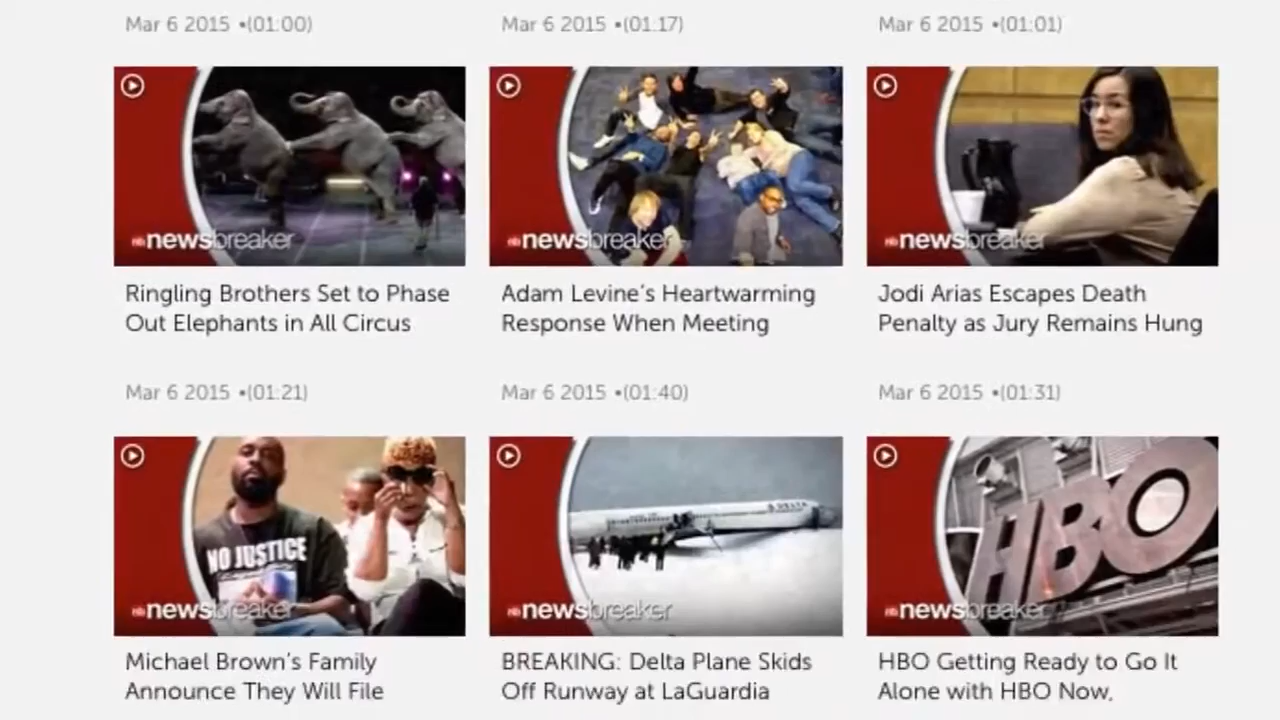 Mar 6 2015 •(01:00)
Mar 6 2015 •(01:17)
Mar 6 2015 •(01:01)
newsbreaker
newsbreaker
newsbreaker
Ringling Brothers Set to Phase
Out Elephants in All Circus
Adam Levine's Heartwarming
Response When Meeting
Jodi Arias Escapes Death
Penalty as Jury Remains Hung
Mar 6 2015 •(01:21)
Mar 6 2015 •(01:40)
Mar 6 2015 •(01:31)
NO JUSTICE
newsbreaker
DELTA
newsbreaker
HBO
newsbreaker
Michael Brown's Family
Announce They Will File
BREAKING: Delta Plane Skids
Off Runway at LaGuardia
HBO Getting Ready to Go It
Alone with HBO Now,